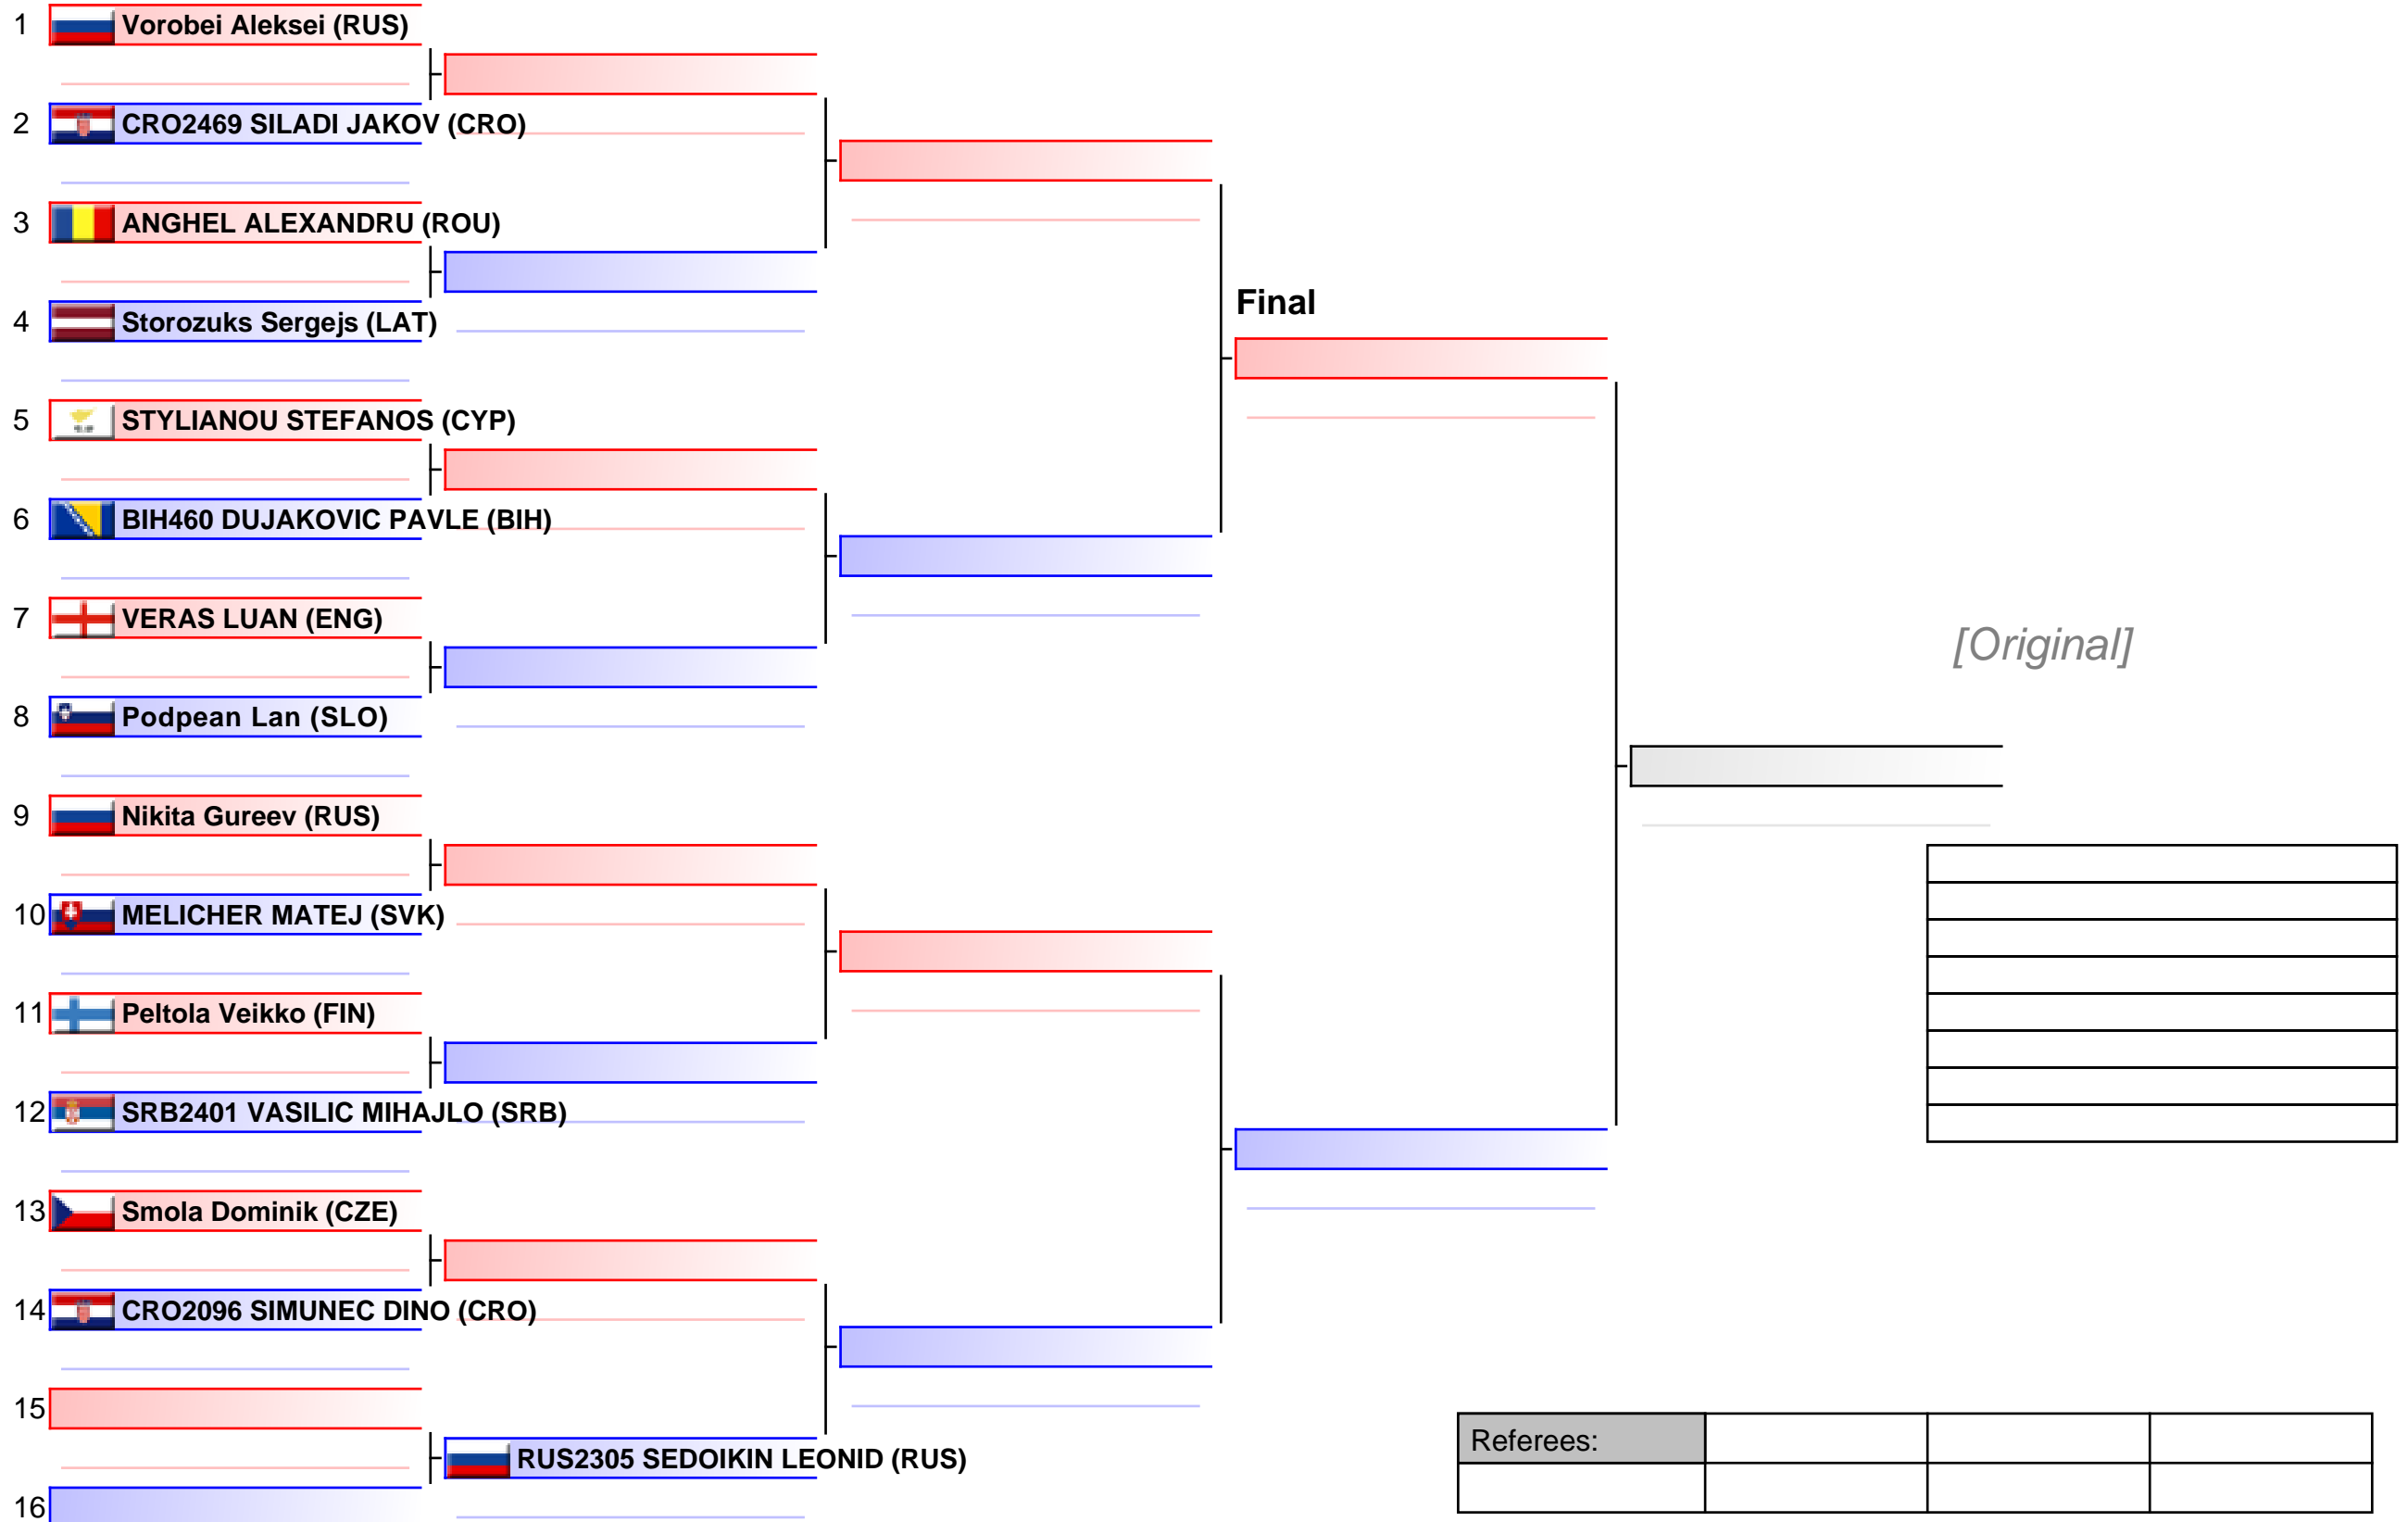 1 Vorobei Aleksei (RUS)
2 CRO2469 SILADI JAKOV (CRO)
3 ANGHEL ALEXANDRU (ROU)
4 Storozuks Sergejs (LAT)
5 STYLIANOU STEFANOS (CYP)
6 BIH460 DUJAKOVIC PAVLE (BIH)
7 VERAS LUAN (ENG)
8 Podpean Lan (SLO)
9 Nikita Gureev (RUS)
10 MELICHER MATEJ (SVK)
11 Peltola Veikko (FIN)
12 SRB2401 VASILIC MIHAJLO (SRB)
13 Smola Dominik (CZE)
14 CRO2096 SIMUNEC DINO (CRO)
15
16
RUS2305 SEDOIKIN LEONID (RUS)
Final
[Original]
Referees: